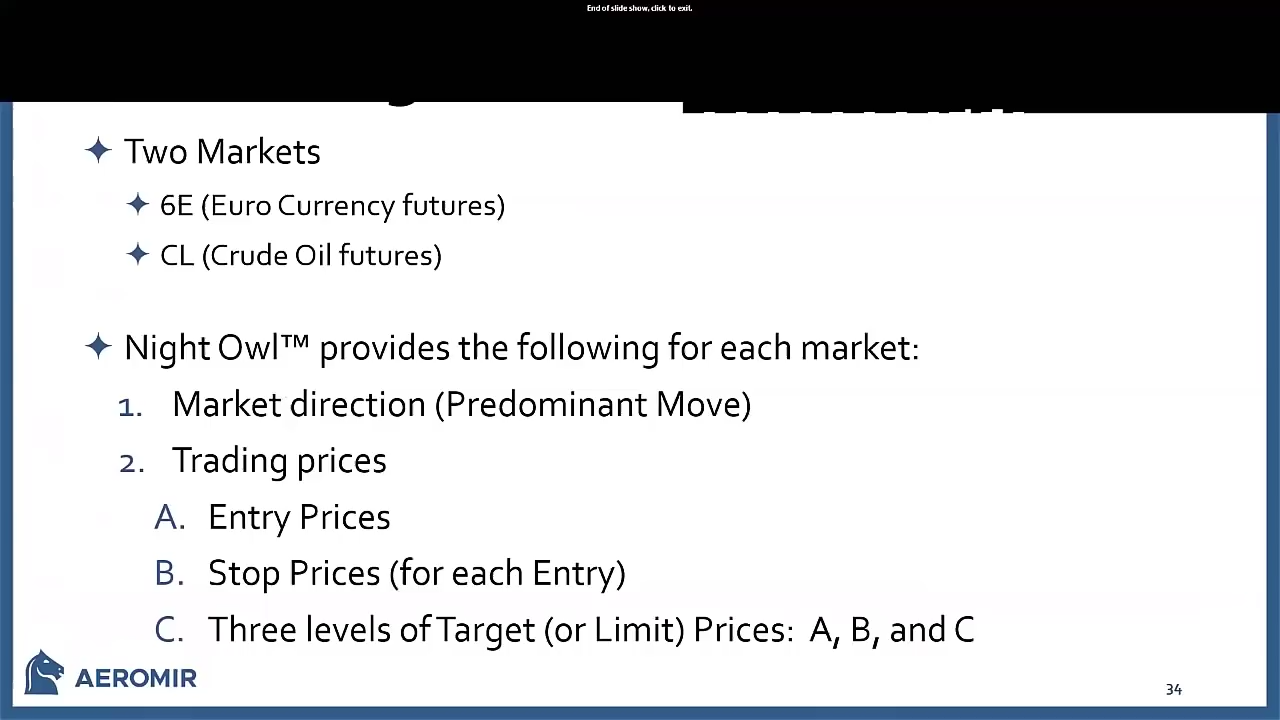 End of slide show, click to exit.
✦ Two Markets
✦ 6E (Euro Currency futures)
✦ CL (Crude Oil futures)
✦ Night Owl™ provides the following for each market:
1. Market direction (Predominant Move)
2. Trading prices
A. Entry Prices
B. Stop Prices (for each Entry)
C. Three levels of Target (or Limit) Prices: A, B, and C
AEROMIR
34